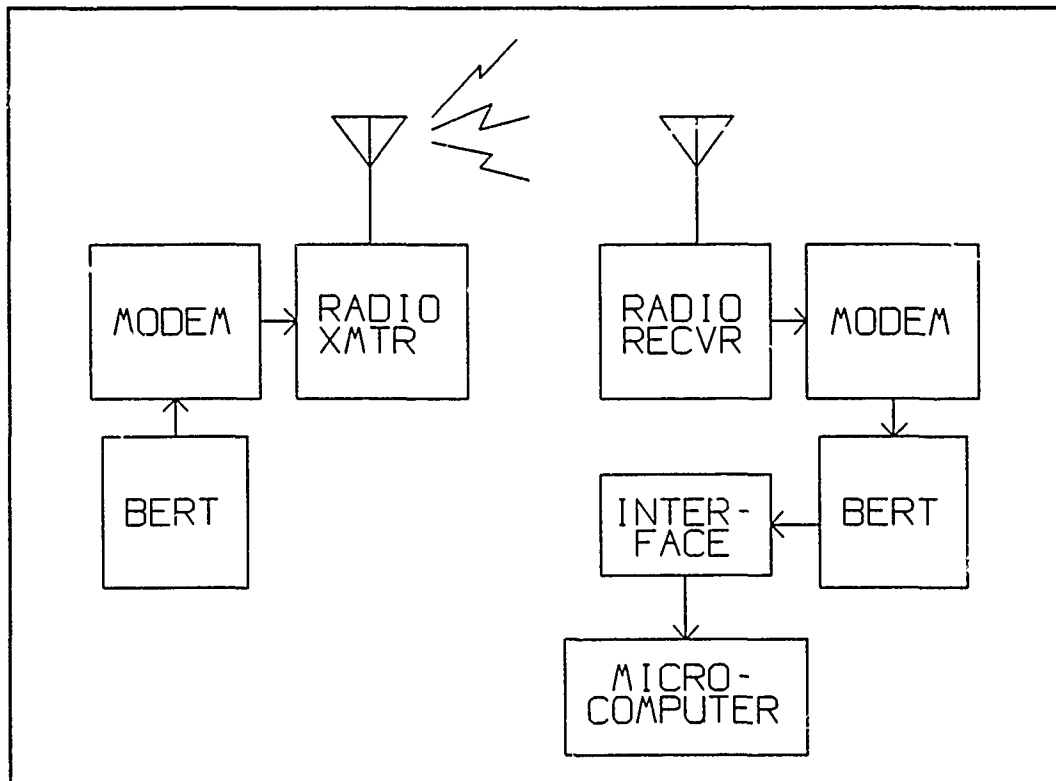 MODEM
RADIO
XMTR
BERT
RADIO
RECVR
MODEM
INTER-
FACE
BERT
MICRO-
COMPUTER